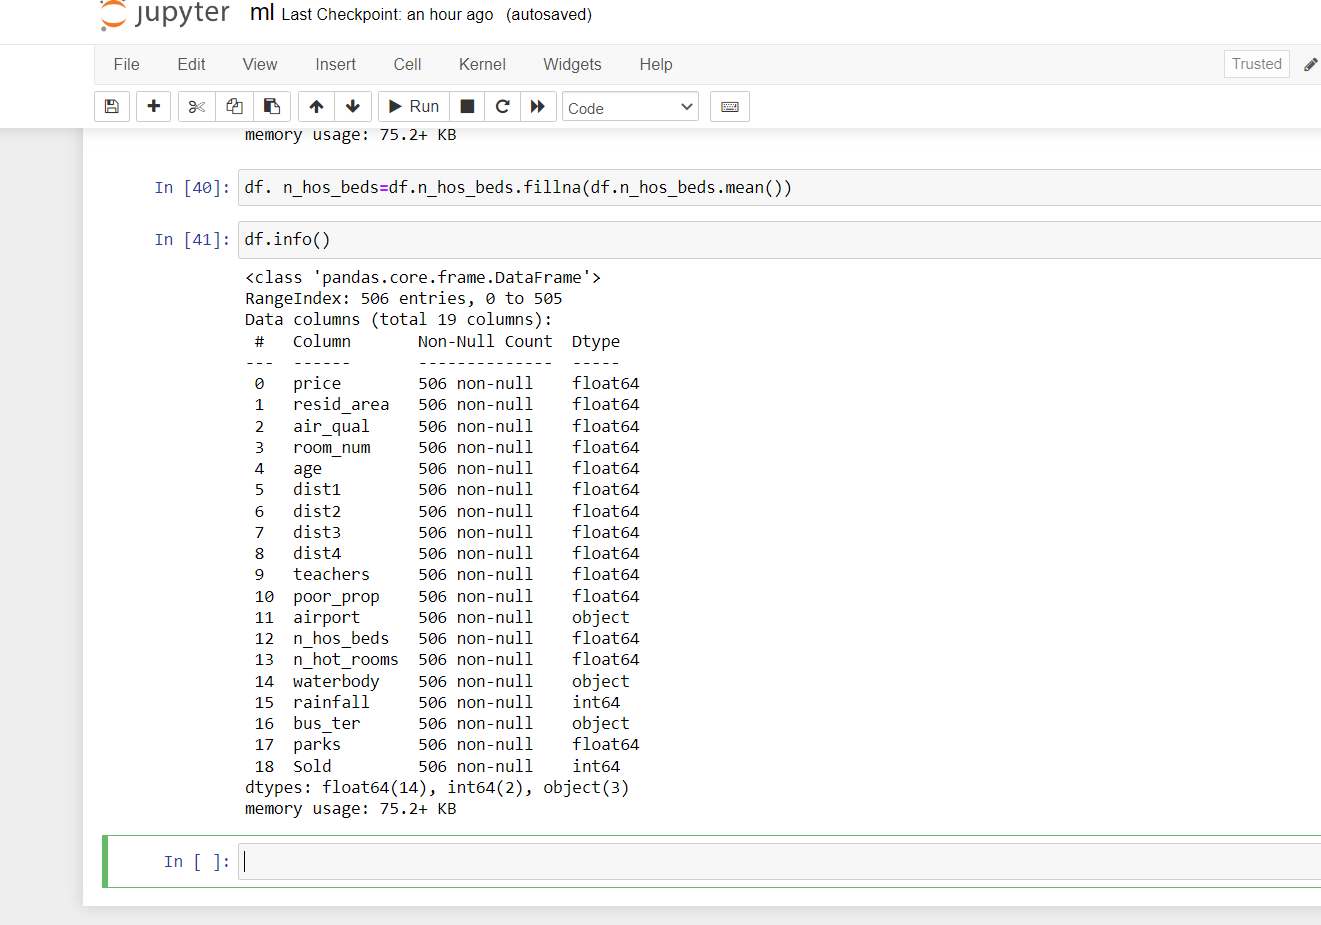 jupyter ml Last Checkpoint: an hour ago (autosaved)
File Edit View Insert Cell Kernel Widgets Help Trusted
Run Code
memory usage: 75.2+ KB
In [40]: df. n_hos_beds=df.n_hos_beds.fillna(df.n_hos_beds.mean())
In [41]: df.info()
<class 'pandas.core.frame.DataFrame'>
RangeIndex: 506 entries, 0 to 505
Data columns (total 19 columns):
# Column Non-Null Count Dtype
--- ------ -------------- -----
0 price 506 non-null float64
1 resid_area 506 non-null float64
2 air_qual 506 non-null float64
3 room_num 506 non-null float64
4 age 506 non-null float64
5 dist1 506 non-null float64
6 dist2 506 non-null float64
7 dist3 506 non-null float64
8 dist4 506 non-null float64
9 teachers 506 non-null float64
10 poor_prop 506 non-null float64
11 airport 506 non-null object
12 n_hos_beds 506 non-null float64
13 n_hot_rooms 506 non-null float64
14 waterbody 506 non-null object
15 rainfall 506 non-null int64
16 bus_ter 506 non-null object
17 parks 506 non-null float64
18 Sold 506 non-null int64
dtypes: float64(14), int64(2), object(3)
memory usage: 75.2+ KB
In [ ]: